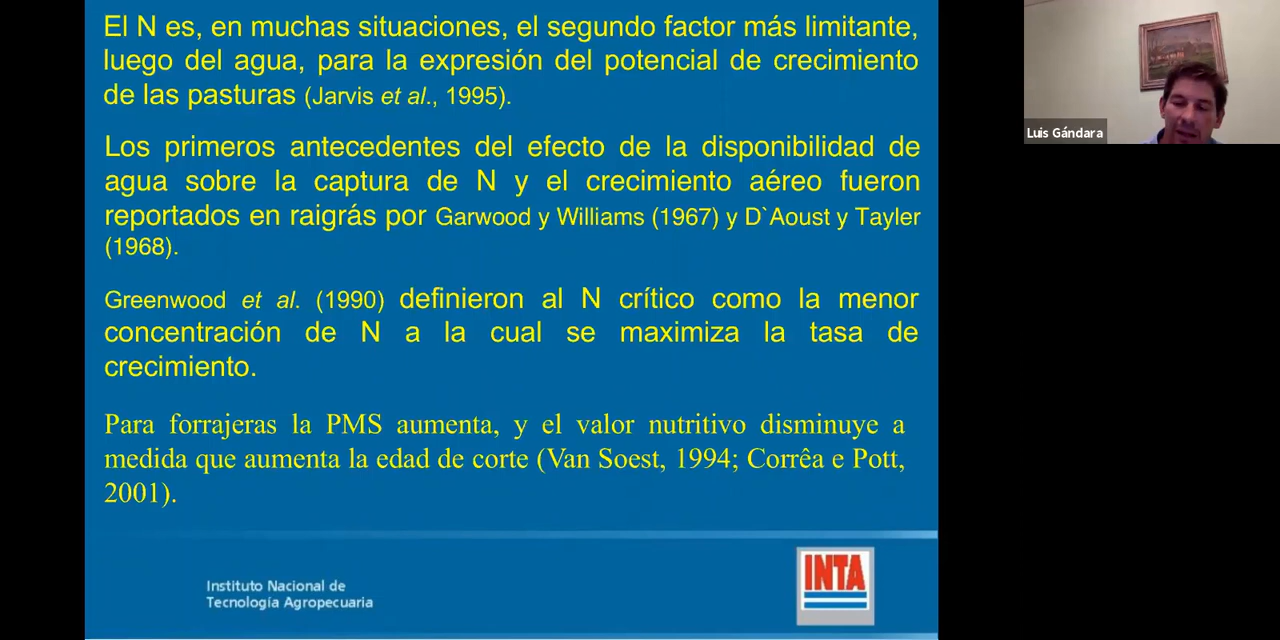 El N es, en muchas situaciones, el segundo factor más limitante,
luego del agua, para la expresión del potencial de crecimiento
de las pasturas (Jarvis et al., 1995).
Los primeros antecedentes del efecto de la disponibilidad de
agua sobre la captura de N y el crecimiento aéreo fueron
reportados en raigrás por Garwood y Williams (1967) y D`Aoust y Tayler
(1968).
Greenwood et al. (1990) definieron al N crítico como la menor
concentración de N a la cual se maximiza la tasa de
crecimiento.
Para forrajeras la PMS aumenta, y el valor nutritivo disminuye a
medida que aumenta la edad de corte (Van Soest, 1994; Corrêa e Pott,
2001).
Instituto Nacional de
Tecnología Agropecuaria
INTA
Luis Gándara